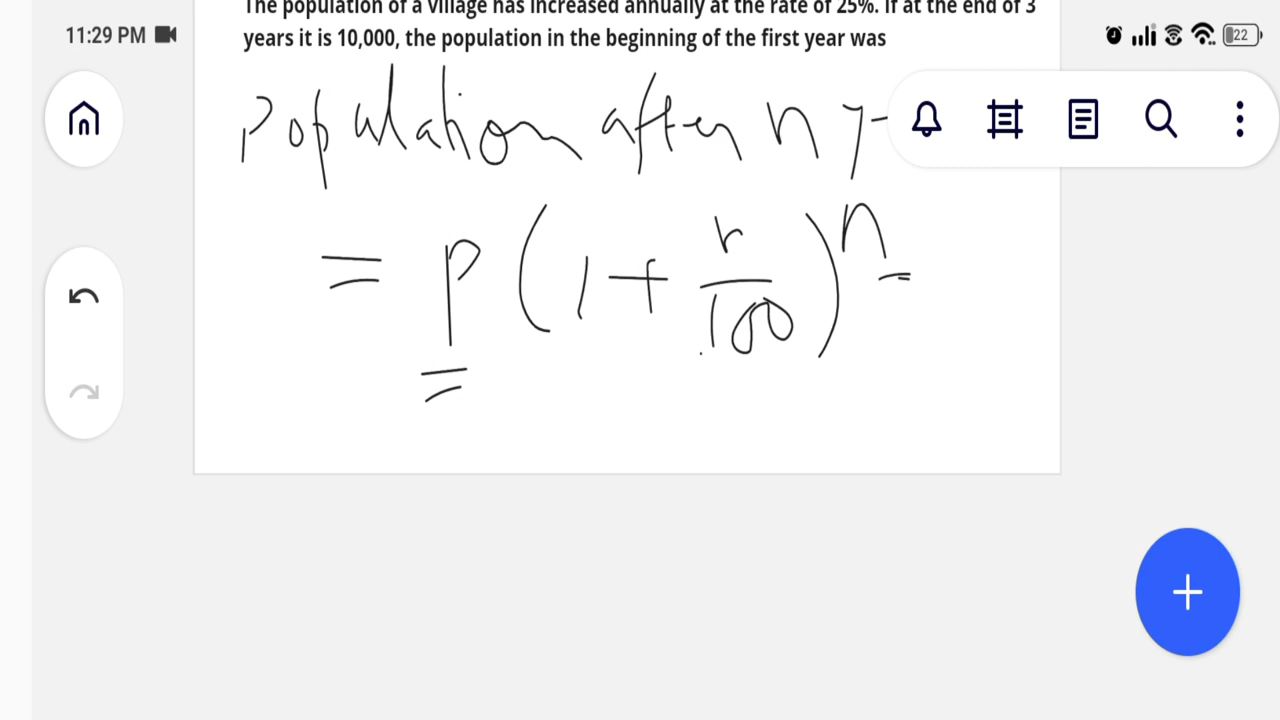 11:29 PM
22
The population of a village has increased annually at the rate of 25%. If at the end of 3
years it is 10,000, the population in the beginning of the first year was
Population after n y
= P(1 + r/100)^n